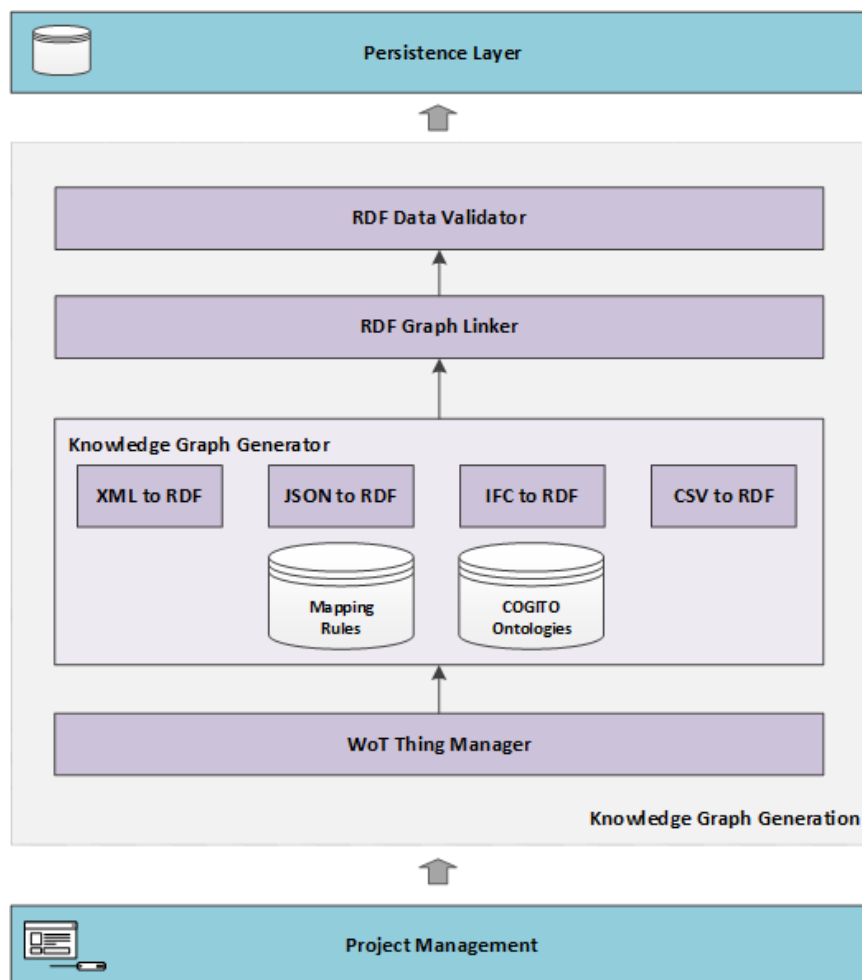 Persistence Layer
RDF Data Validator
RDF Graph Linker
Knowledge Graph Generator
XML to RDF
JSON to RDF
IFC to RDF
CSV to RDF
Mapping
Rules
COGITO
Ontologies
WoT Thing Manager
Knowledge Graph Generation
Project Management